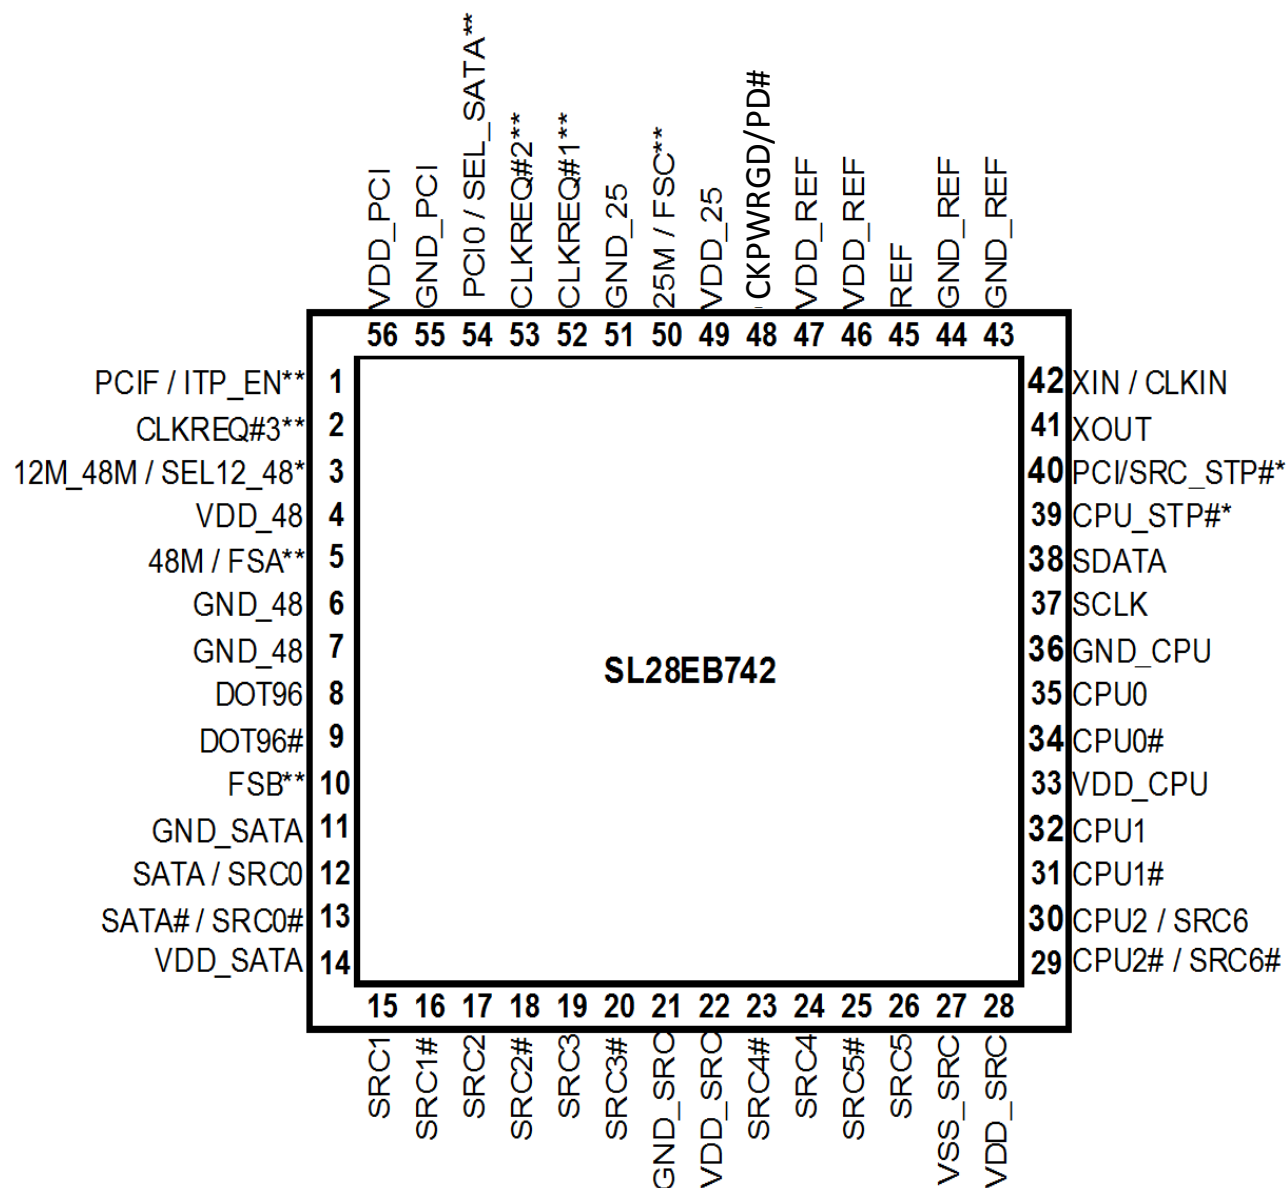 VDD_PCI
GND_PCI
PCI0 / SEL_SATA**
CLKREQ#2**
CLKREQ#1**
GND_25
25M / FSC**
VDD_25
CKPWRGD/PD#
VDD_REF
VDD_REF
REF
GND_REF
GND_REF
56 55 54 53 52 51 50 49 48 47 46 45 44 43
PCIF / ITP_EN** 1
CLKREQ#3** 2
12M_48M / SEL12_48* 3
VDD_48 4
48M / FSA** 5
GND_48 6
GND_48 7
DOT96 8
DOT96# 9
FSB** 10
GND_SATA 11
SATA / SRC0 12
SATA# / SRC0# 13
VDD_SATA 14
SL28EB742
42 XIN / CLKIN
41 XOUT
40 PCI/SRC_STP#*
39 CPU_STP#*
38 SDATA
37 SCLK
36 GND_CPU
35 CPU0
34 CPU0#
33 VDD_CPU
32 CPU1
31 CPU1#
30 CPU2 / SRC6
29 CPU2# / SRC6#
15 16 17 18 19 20 21 22 23 24 25 26 27 28
SRC1
SRC1#
SRC2
SRC2#
SRC3
SRC3#
GND_SRC
VDD_SRC
SRC4#
SRC4
SRC5#
SRC5
VSS_SRC
VDD_SRC